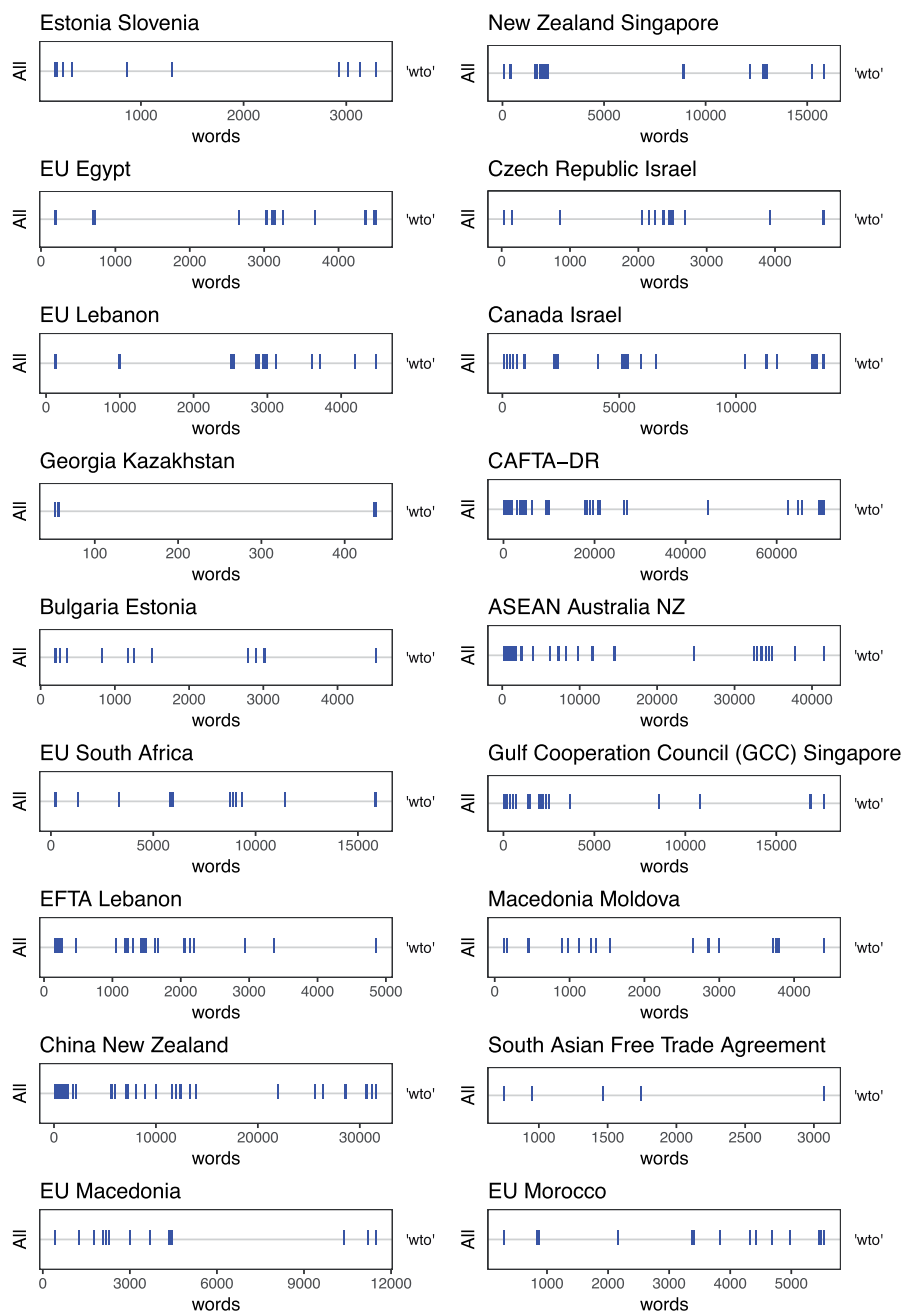 Estonia Slovenia
All
'wto'
1000 2000 3000
words
New Zealand Singapore
All
'wto'
0 5000 10000 15000
words
EU Egypt
All
'wto'
0 1000 2000 3000 4000
words
Czech Republic Israel
All
'wto'
0 1000 2000 3000 4000
words
EU Lebanon
All
'wto'
0 1000 2000 3000 4000
words
Canada Israel
All
'wto'
0 5000 10000
words
Georgia Kazakhstan
All
'wto'
100 200 300 400
words
CAFTA−DR
All
'wto'
0 20000 40000 60000
words
Bulgaria Estonia
All
'wto'
0 1000 2000 3000 4000
words
ASEAN Australia NZ
All
'wto'
0 10000 20000 30000 40000
words
EU South Africa
All
'wto'
0 5000 10000 15000
words
Gulf Cooperation Council (GCC) Singapore
All
'wto'
0 5000 10000 15000
words
EFTA Lebanon
All
'wto'
0 1000 2000 3000 4000 5000
words
Macedonia Moldova
All
'wto'
0 1000 2000 3000 4000
words
China New Zealand
All
'wto'
0 10000 20000 30000
words
South Asian Free Trade Agreement
All
'wto'
1000 1500 2000 2500 3000
words
EU Macedonia
All
'wto'
0 3000 6000 9000 12000
words
EU Morocco
All
'wto'
1000 2000 3000 4000 5000
words